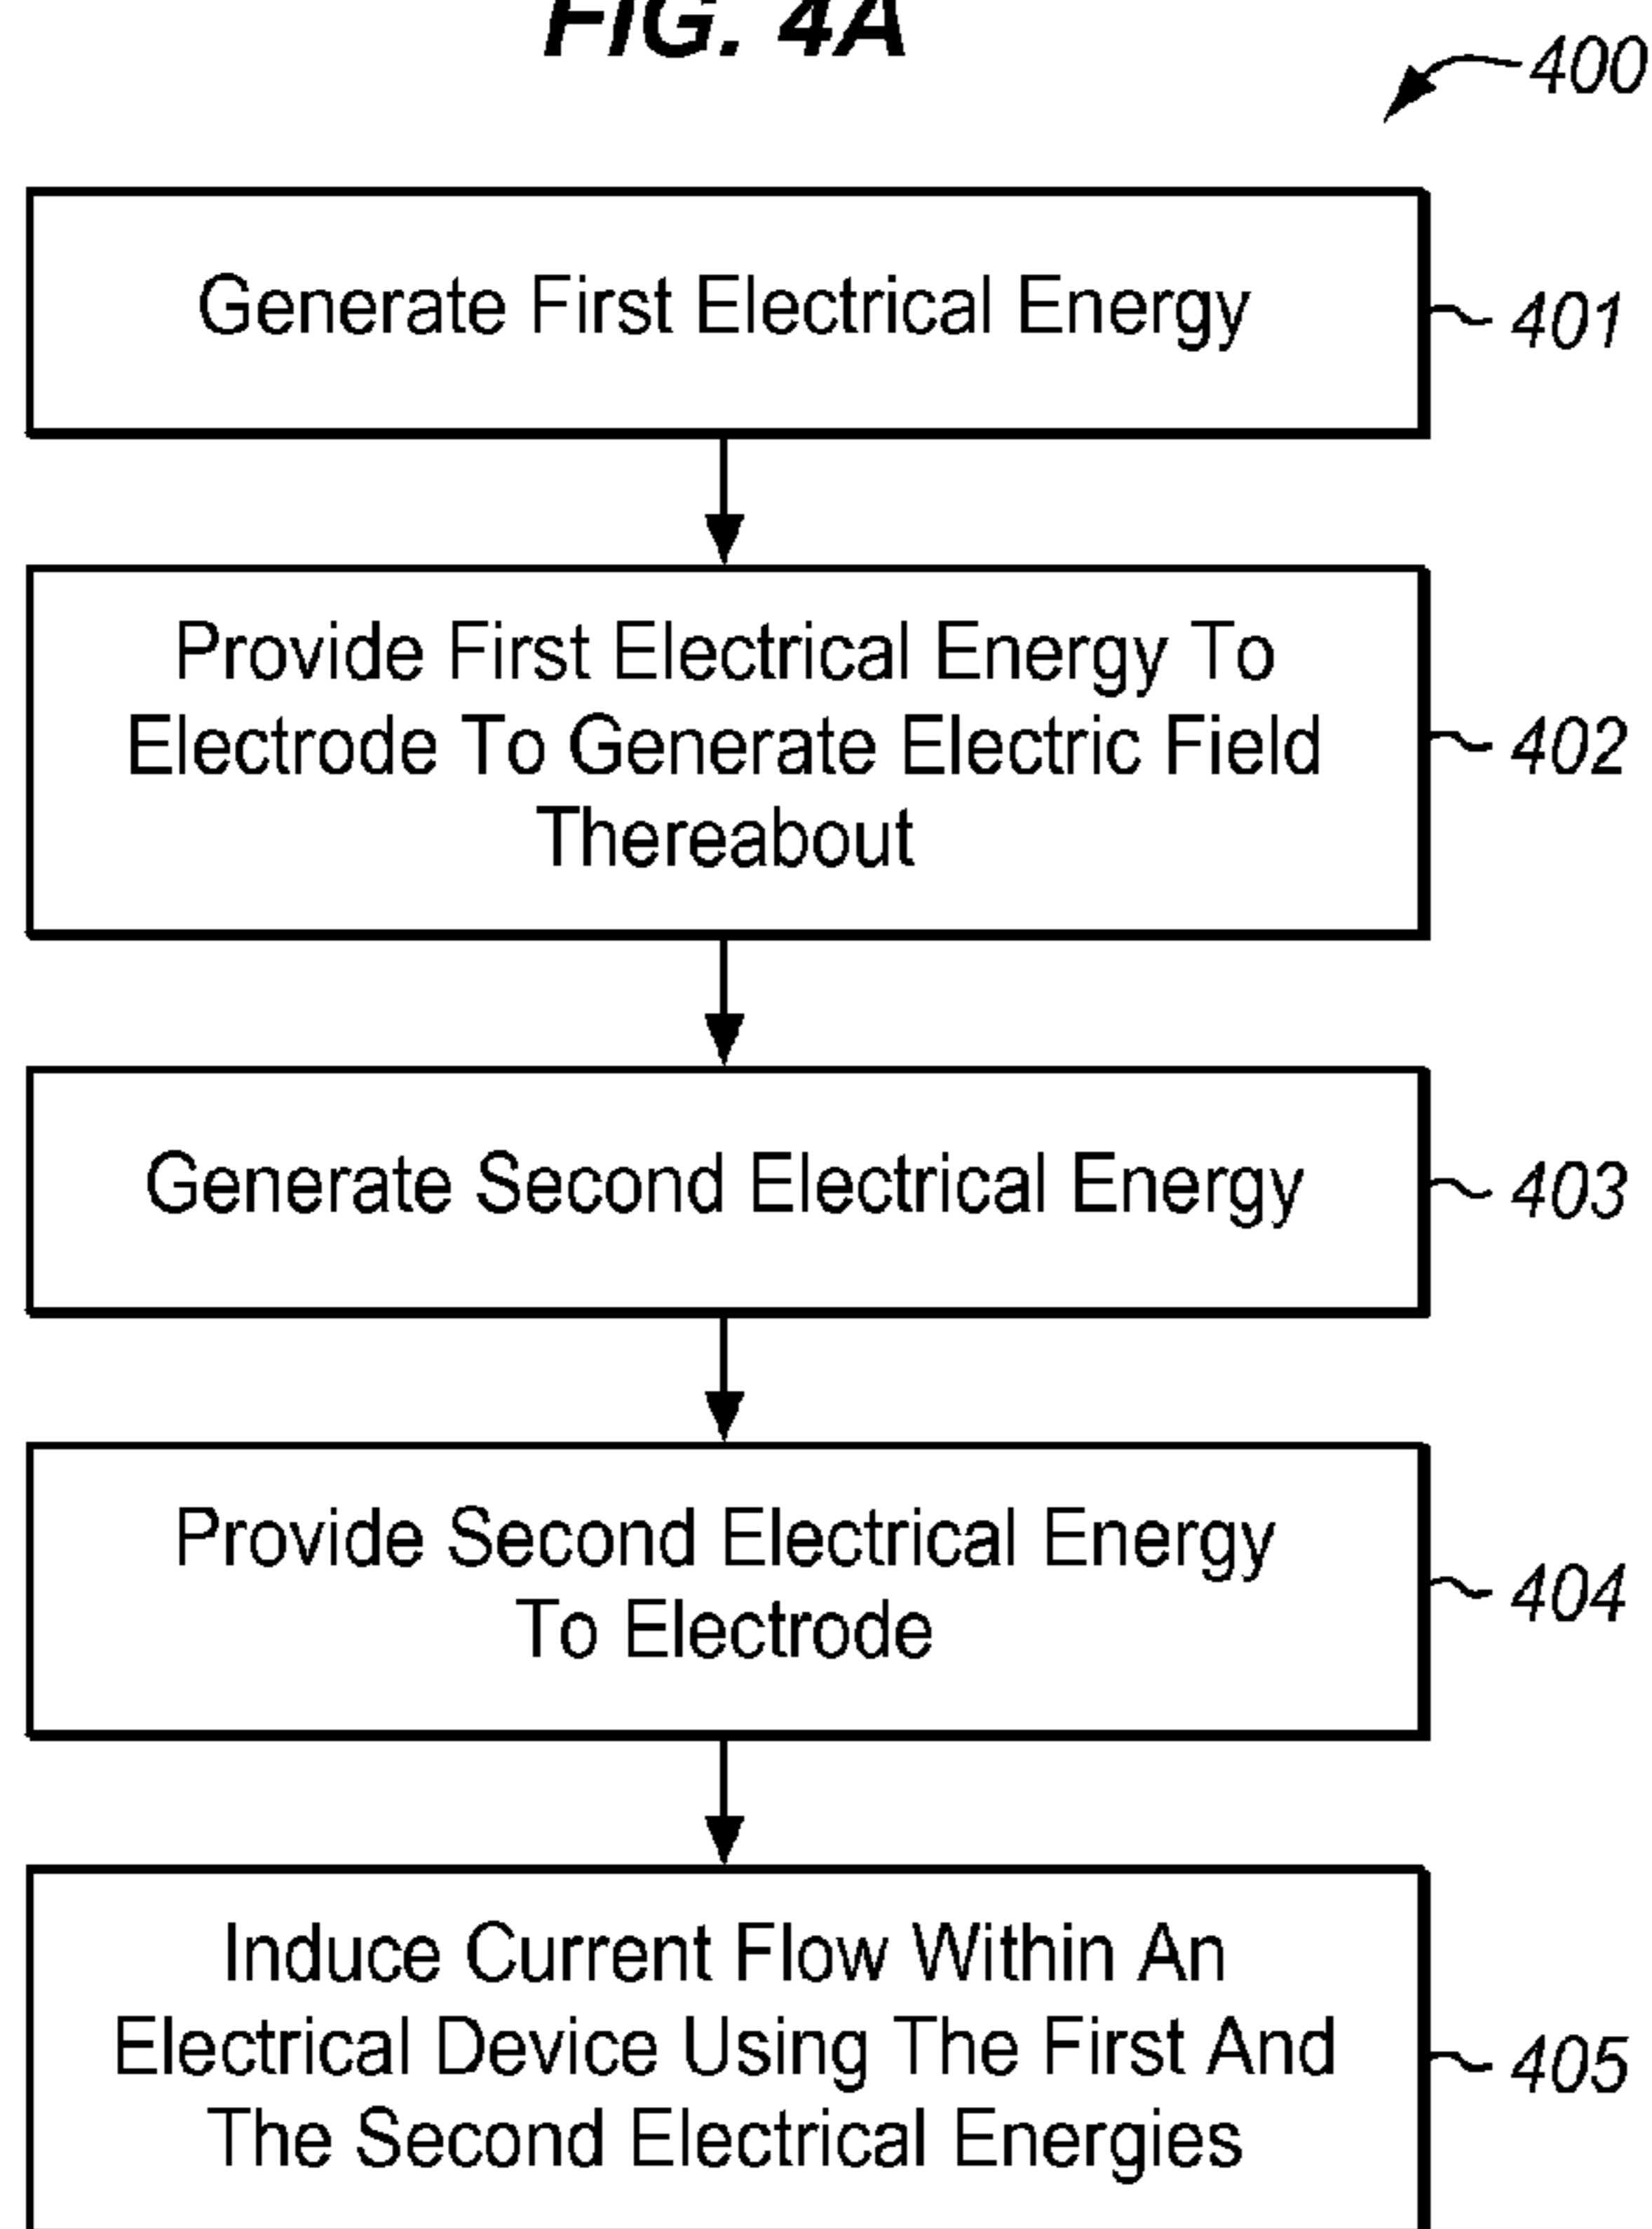 FIG. 4A
400
Generate First Electrical Energy
401
Provide First Electrical Energy To
Electrode To Generate Electric Field
Thereabout
402
Generate Second Electrical Energy
403
Provide Second Electrical Energy
To Electrode
404
Induce Current Flow Within An
Electrical Device Using The First And
The Second Electrical Energies
405